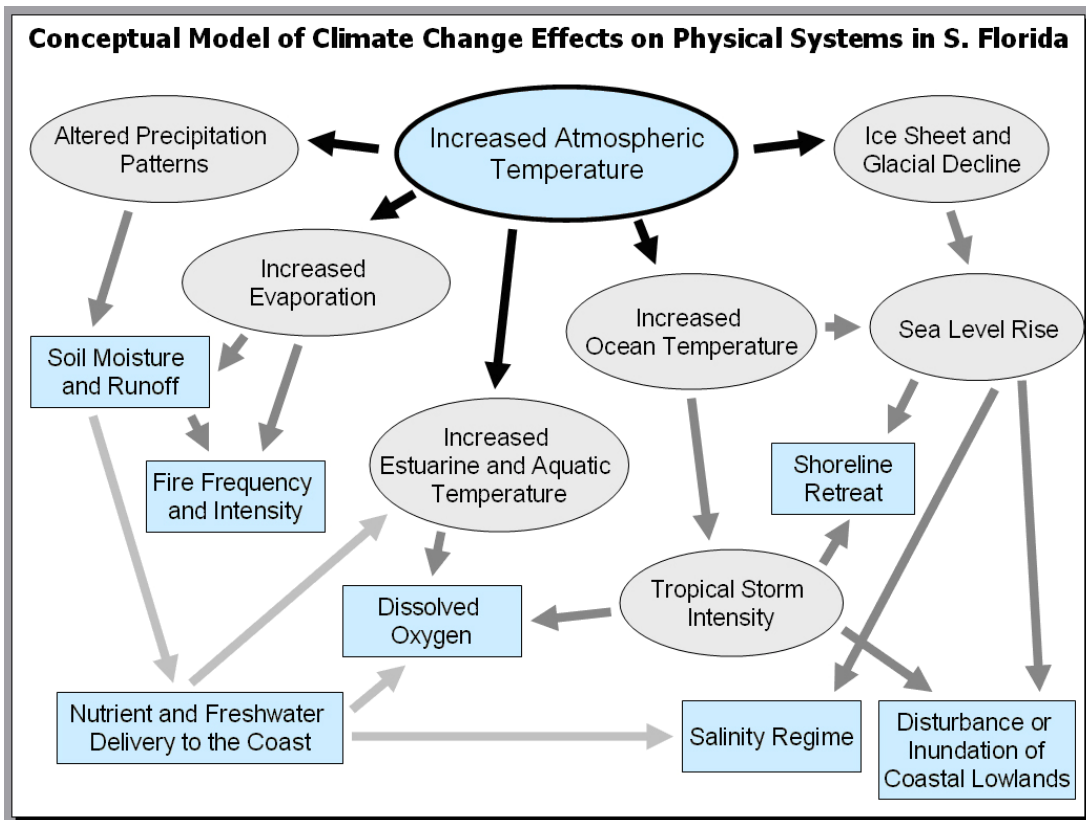 Conceptual Model of Climate Change Effects on Physical Systems in S. Florida
Altered Precipitation
Patterns
Increased Atmospheric
Temperature
Ice Sheet and
Glacial Decline
Increased
Evaporation
Increased
Ocean Temperature
Sea Level Rise
Soil Moisture
and Runoff
Increased
Estuarine and Aquatic
Temperature
Shoreline
Retreat
Fire Frequency
and Intensity
Tropical Storm
Intensity
Dissolved
Oxygen
Nutrient and Freshwater
Delivery to the Coast
Salinity Regime
Disturbance or
Inundation of
Coastal Lowlands